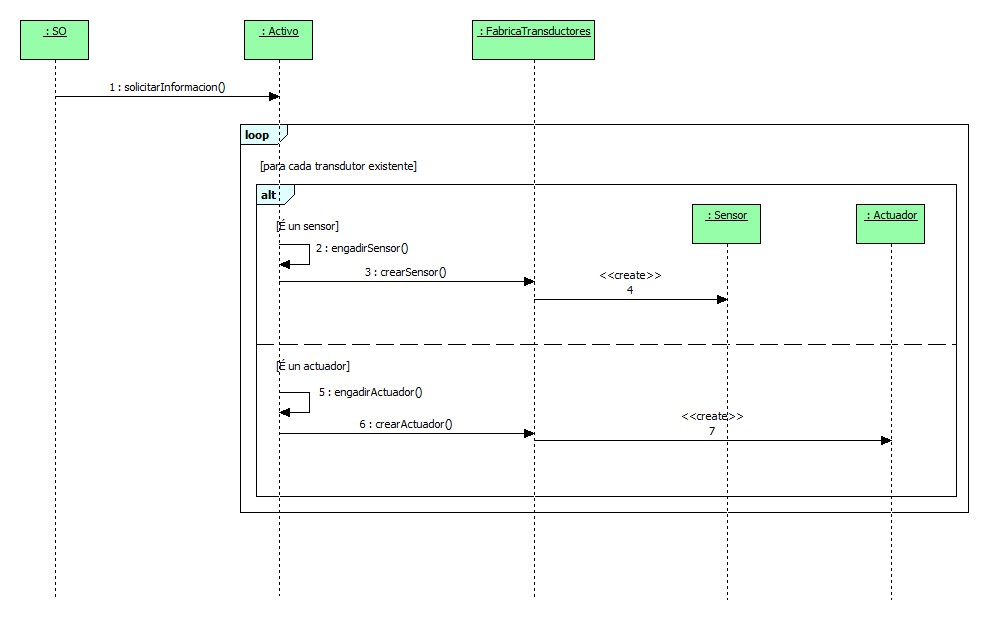 : SO
: Activo
: FabricaTransductores
1 : solicitarInformacion()
loop
[para cada transdutor existente]
alt
: Sensor
: Actuador
[É un sensor]
2 : engadirSensor()
3 : crearSensor()
<<create>>
4
[É un actuador]
5 : engadirActuador()
6 : crearActuador()
<<create>>
7